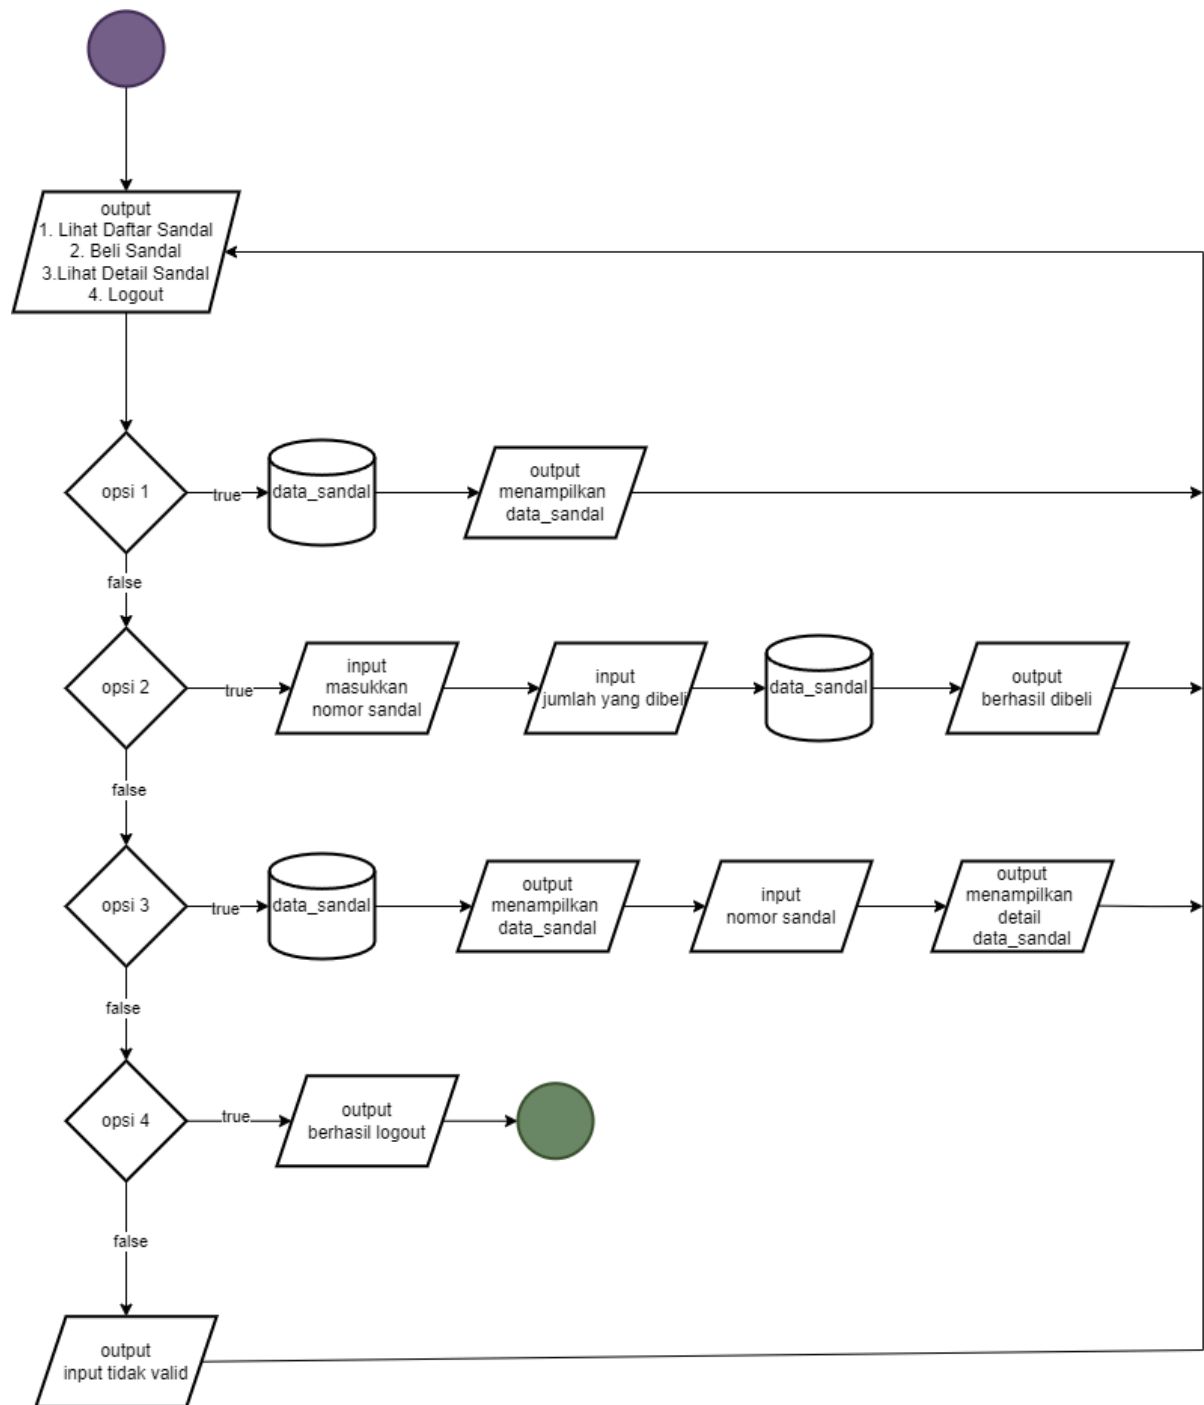 output
1. Lihat Daftar Sandal
2. Beli Sandal
3.Lihat Detail Sandal
4. Logout
opsi 1
true
data_sandal
output
menampilkan
data_sandal
false
opsi 2
true
input
masukkan
nomor sandal
input
jumlah yang dibeli
data_sandal
output
berhasil dibeli
false
opsi 3
true
data_sandal
output
menampilkan
data_sandal
input
nomor sandal
output
menampilkan
detail
data_sandal
false
opsi 4
true
output
berhasil logout
false
output
input tidak valid